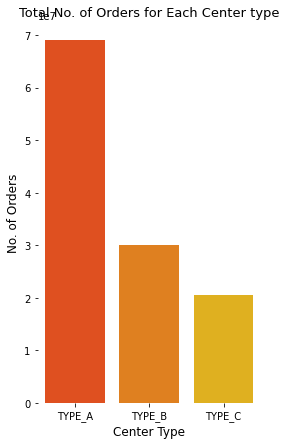 Total No. of Orders for Each Center type
1e7
7
6
5
4
3
2
1
0
No. of Orders
TYPE_A TYPE_B TYPE_C
Center Type